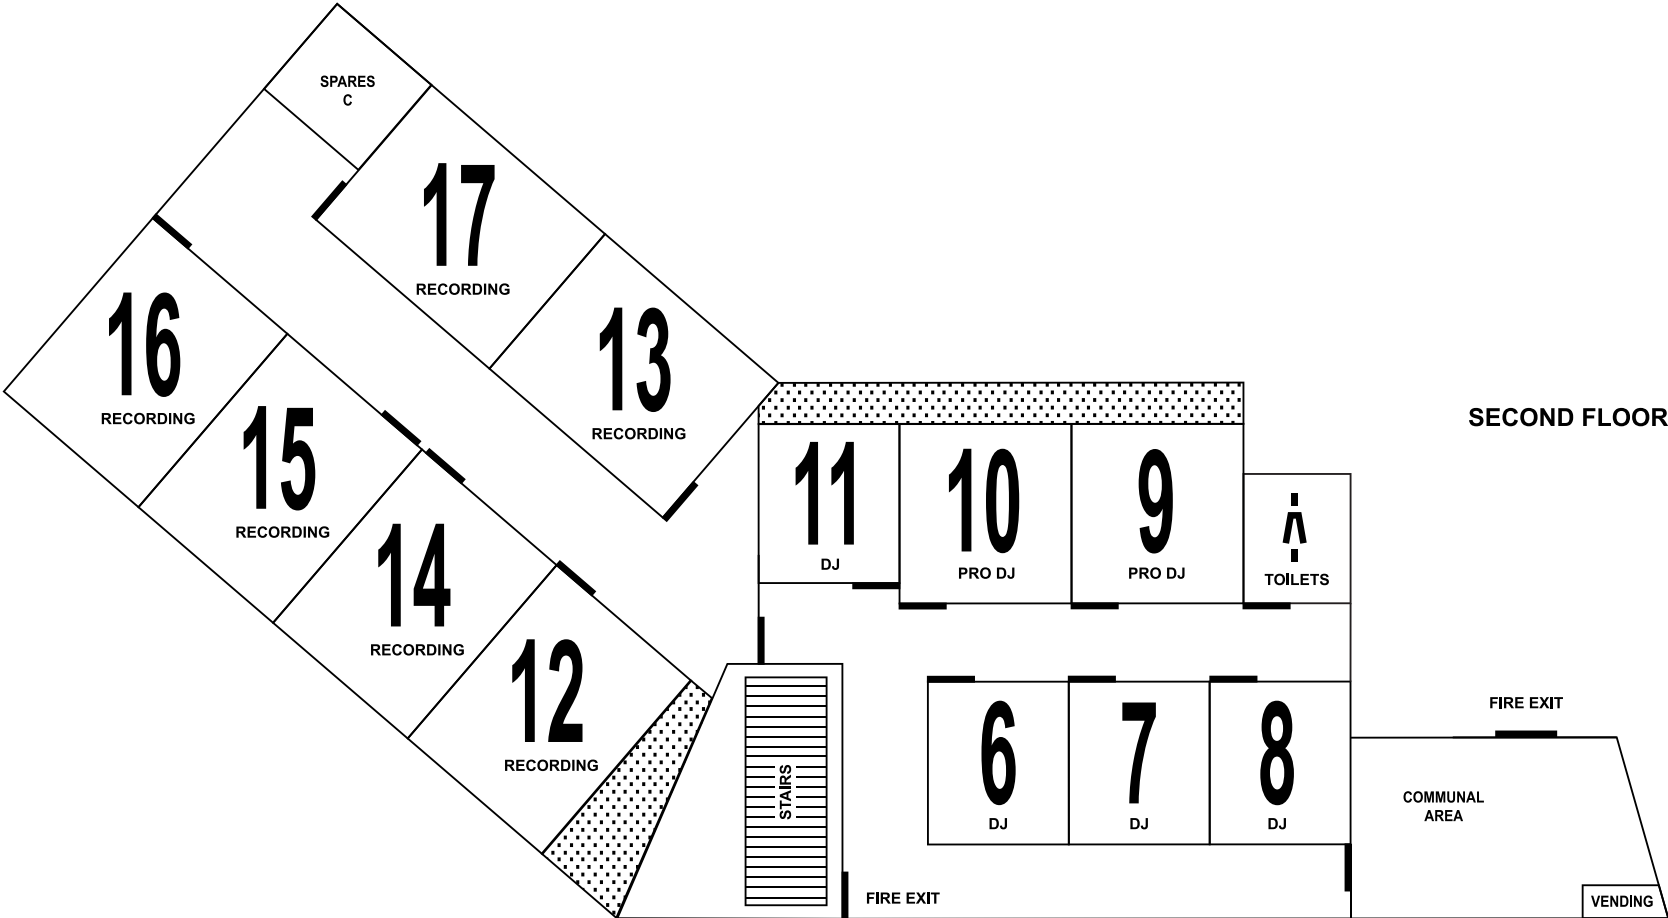 SPARES
C
17
RECORDING
16
RECORDING
13
RECORDING
15
RECORDING
SECOND FLOOR
11
DJ
10
PRO DJ
9
PRO DJ
TOILETS
14
RECORDING
12
RECORDING
STAIRS
6
DJ
7
DJ
8
DJ
FIRE EXIT
COMMUNAL
AREA
FIRE EXIT
VENDING